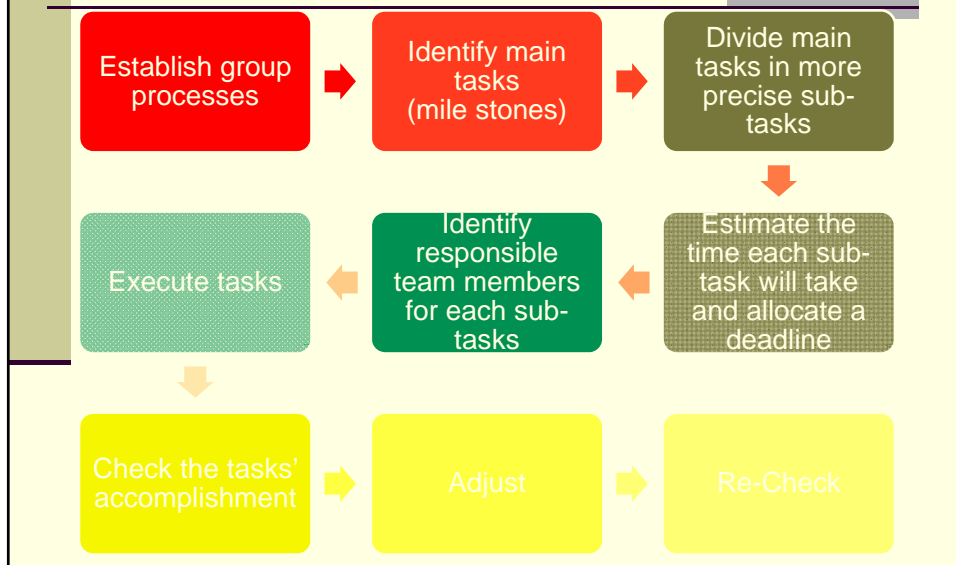 Establish group
processes
Identify main
tasks
(mile stones)
Divide main
tasks in more
precise sub-
tasks
Estimate the
time each sub-
task will take
and allocate a
deadline
Identify
responsible
team members
for each sub-
tasks
Execute tasks
Check the tasks’
accomplishment
Adjust
Re-Check